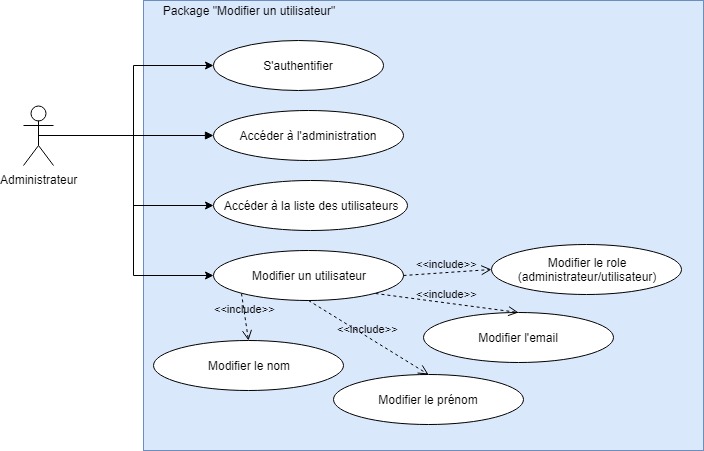 Package "Modifier un utilisateur"
S'authentifier
Accéder à l'administration
Administrateur
Accéder à la liste des utilisateurs
Modifier un utilisateur
<<include>>
Modifier le role
(administrateur/utilisateur)
<<include>>
<<include>>
<<include>>
Modifier l'email
Modifier le nom
Modifier le prénom